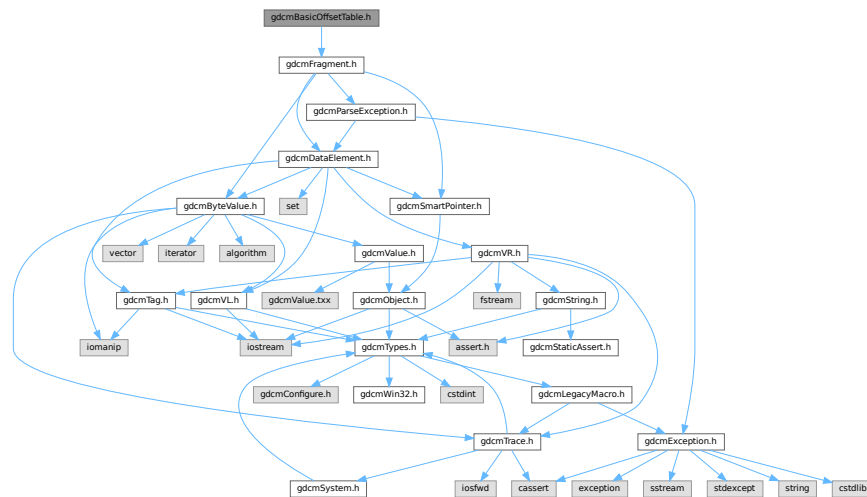 gdcmBasicOffsetTable.h
gdcmFragment.h
gdcmParseException.h
gdcmDataElement.h
gdcmByteValue.h
set
gdcmSmartPointer.h
vector
iterator
algorithm
gdcmValue.h
gdcmVR.h
gdcmTag.h
gdcmVL.h
gdcmValue.txx
gdcmObject.h
fstream
gdcmString.h
iomanip
iostream
gdcmTypes.h
assert.h
gdcmStaticAssert.h
gdcmConfigure.h
gdcmWin32.h
cstdint
gdcmLegacyMacro.h
gdcmTrace.h
gdcmException.h
gdcmSystem.h
iosfwd
cassert
exception
sstream
stdexcept
string
cstdlib